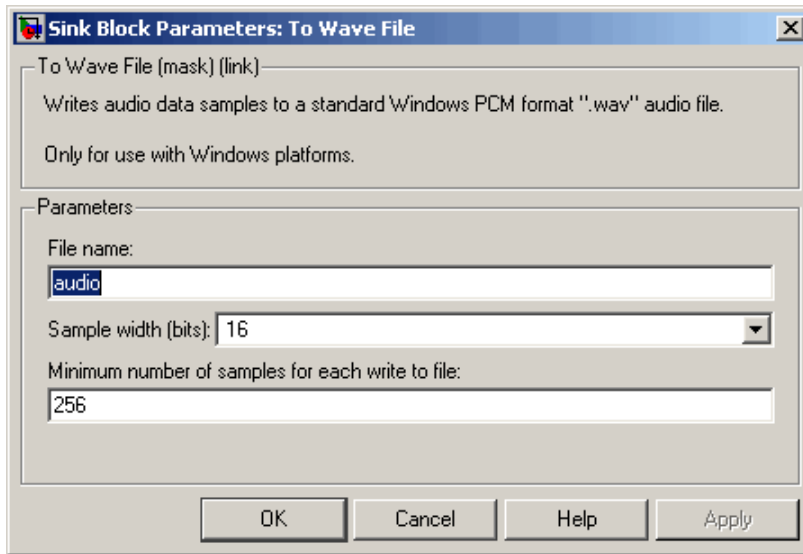 Sink Block Parameters: To Wave File
To Wave File (mask) (link)
Writes audio data samples to a standard Windows PCM format ".wav" audio file.
Only for use with Windows platforms.
Parameters
File name:
audio
Sample width (bits): 16
Minimum number of samples for each write to file:
256
OK Cancel Help Apply